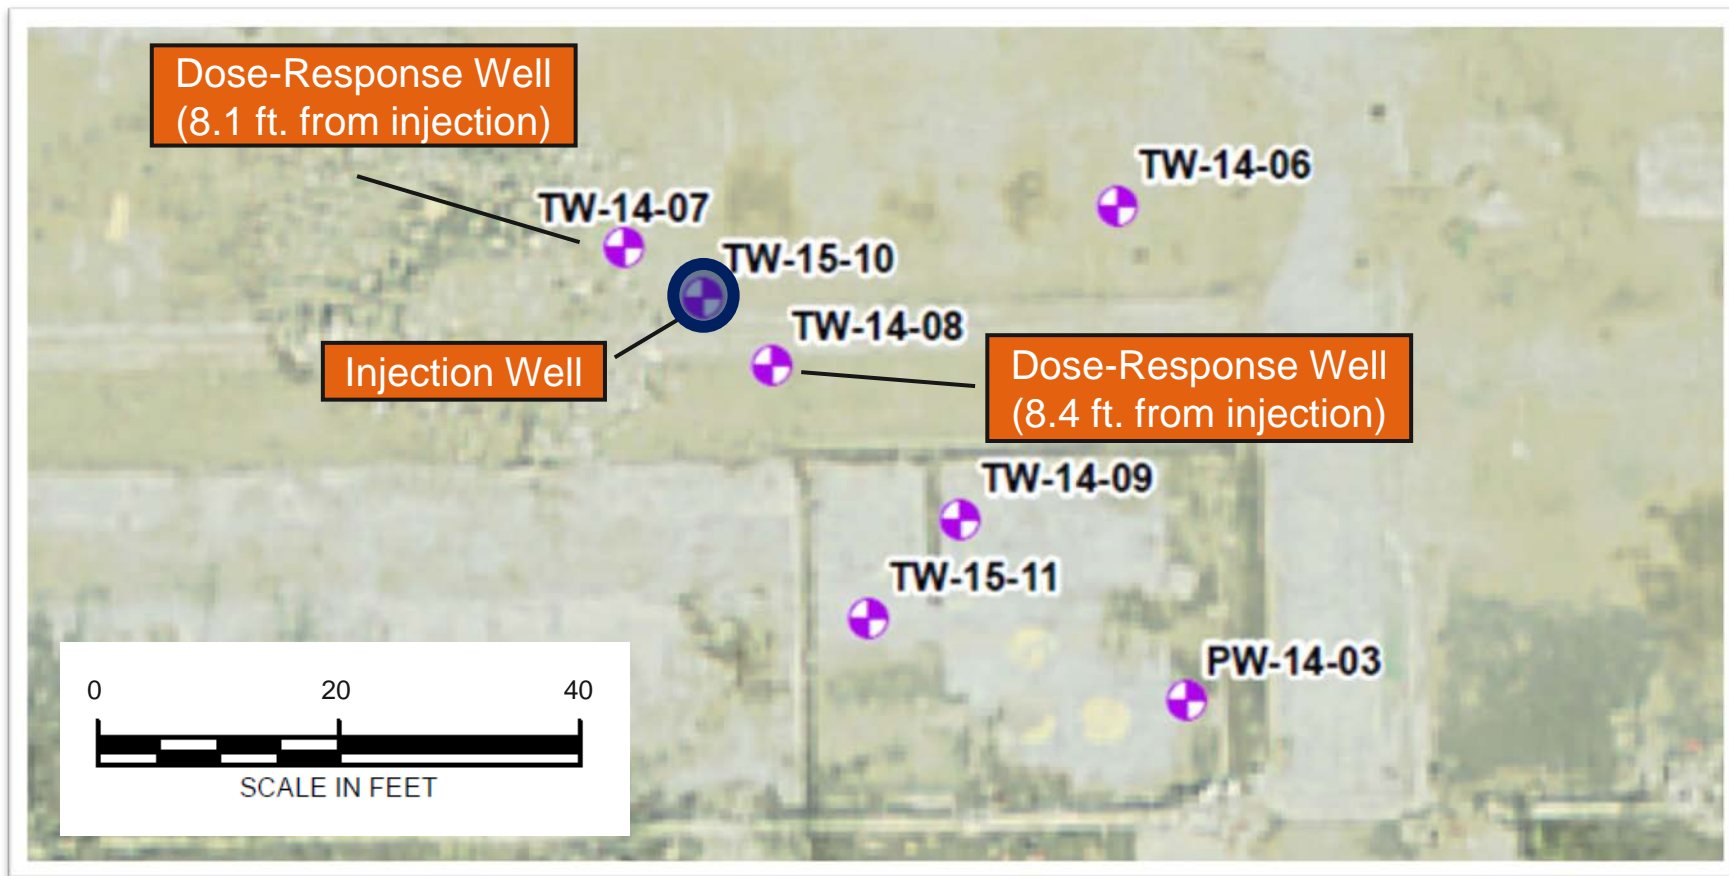 Dose-Response Well
(8.1 ft. from injection)
TW-14-06
TW-14-07
TW-15-10
TW-14-08
Injection Well
Dose-Response Well
(8.4 ft. from injection)
TW-14-09
TW-15-11
PW-14-03
0 20 40
SCALE IN FEET